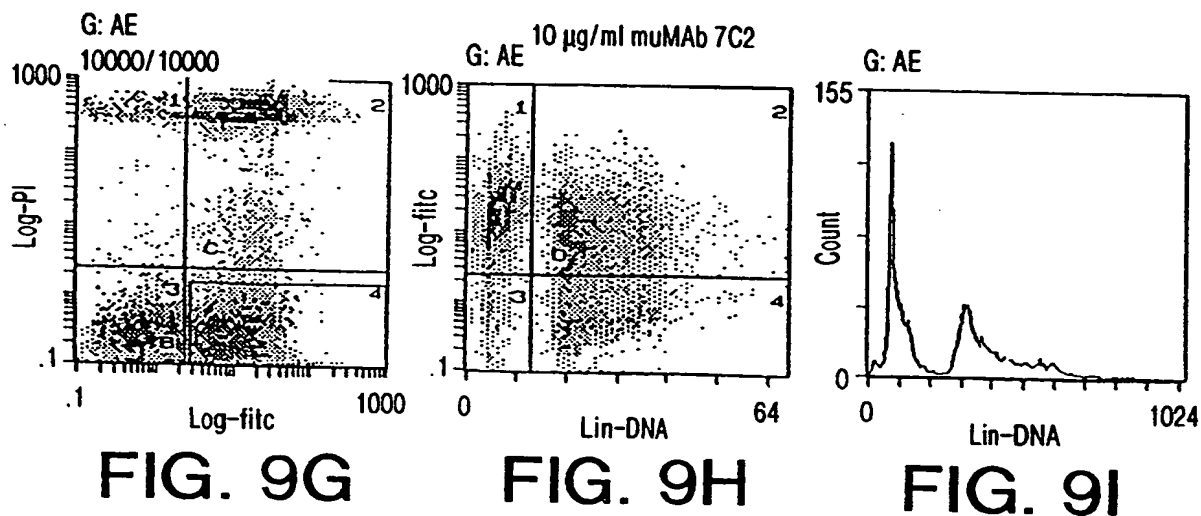 10 µg/ml muMAb 7C2
G: AE
10000/10000
1000
Log-PI
.1
1
2
C
3
4
B
.1
1000
Log-fitc
FIG. 9G
G: AE
1000
Log-fitc
.1
1
2
D
3
4
0
64
Lin-DNA
FIG. 9H
G: AE
155
Count
0
0
1024
Lin-DNA
FIG. 9I